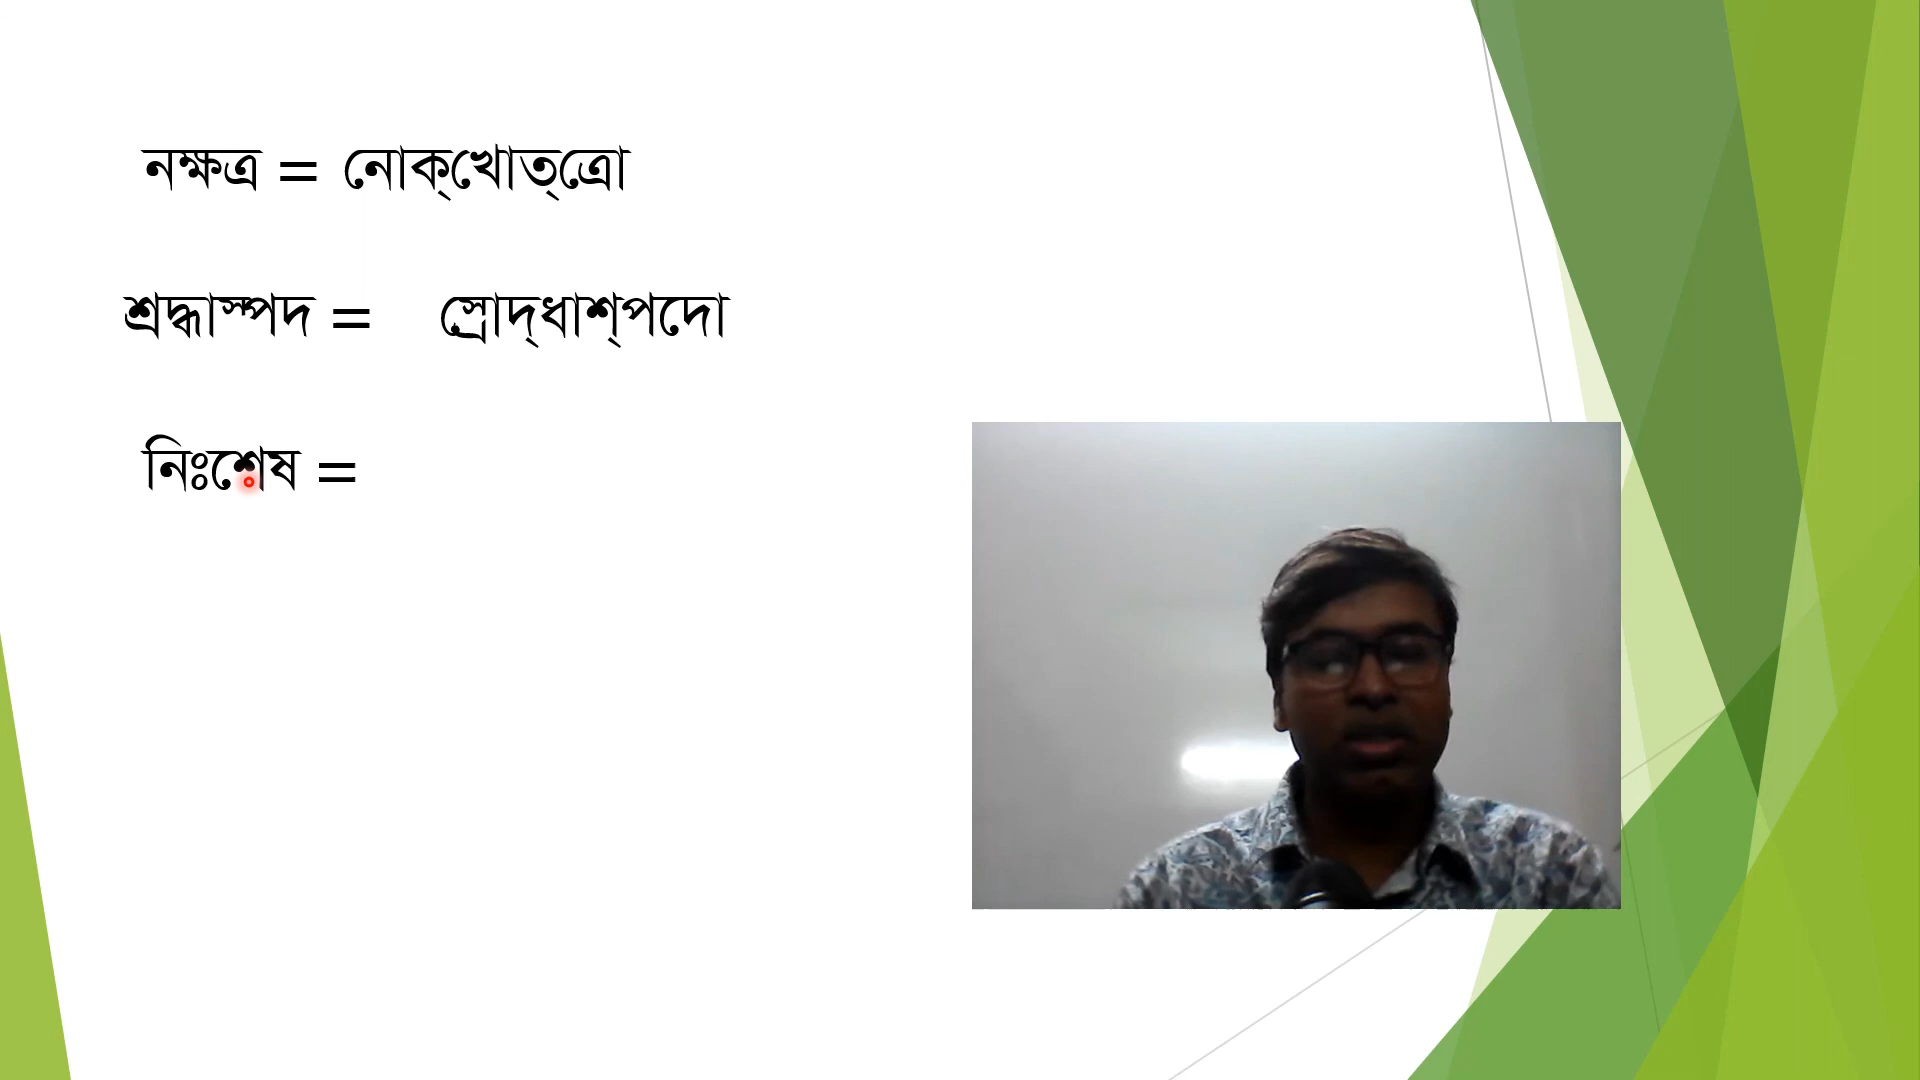 নক্ষত্র = নোক্‌খোত্‌ত্রো
শ্রদ্ধাস্পদ = স্রোদ্‌ধাশ্‌পদো
নিঃশেষ =